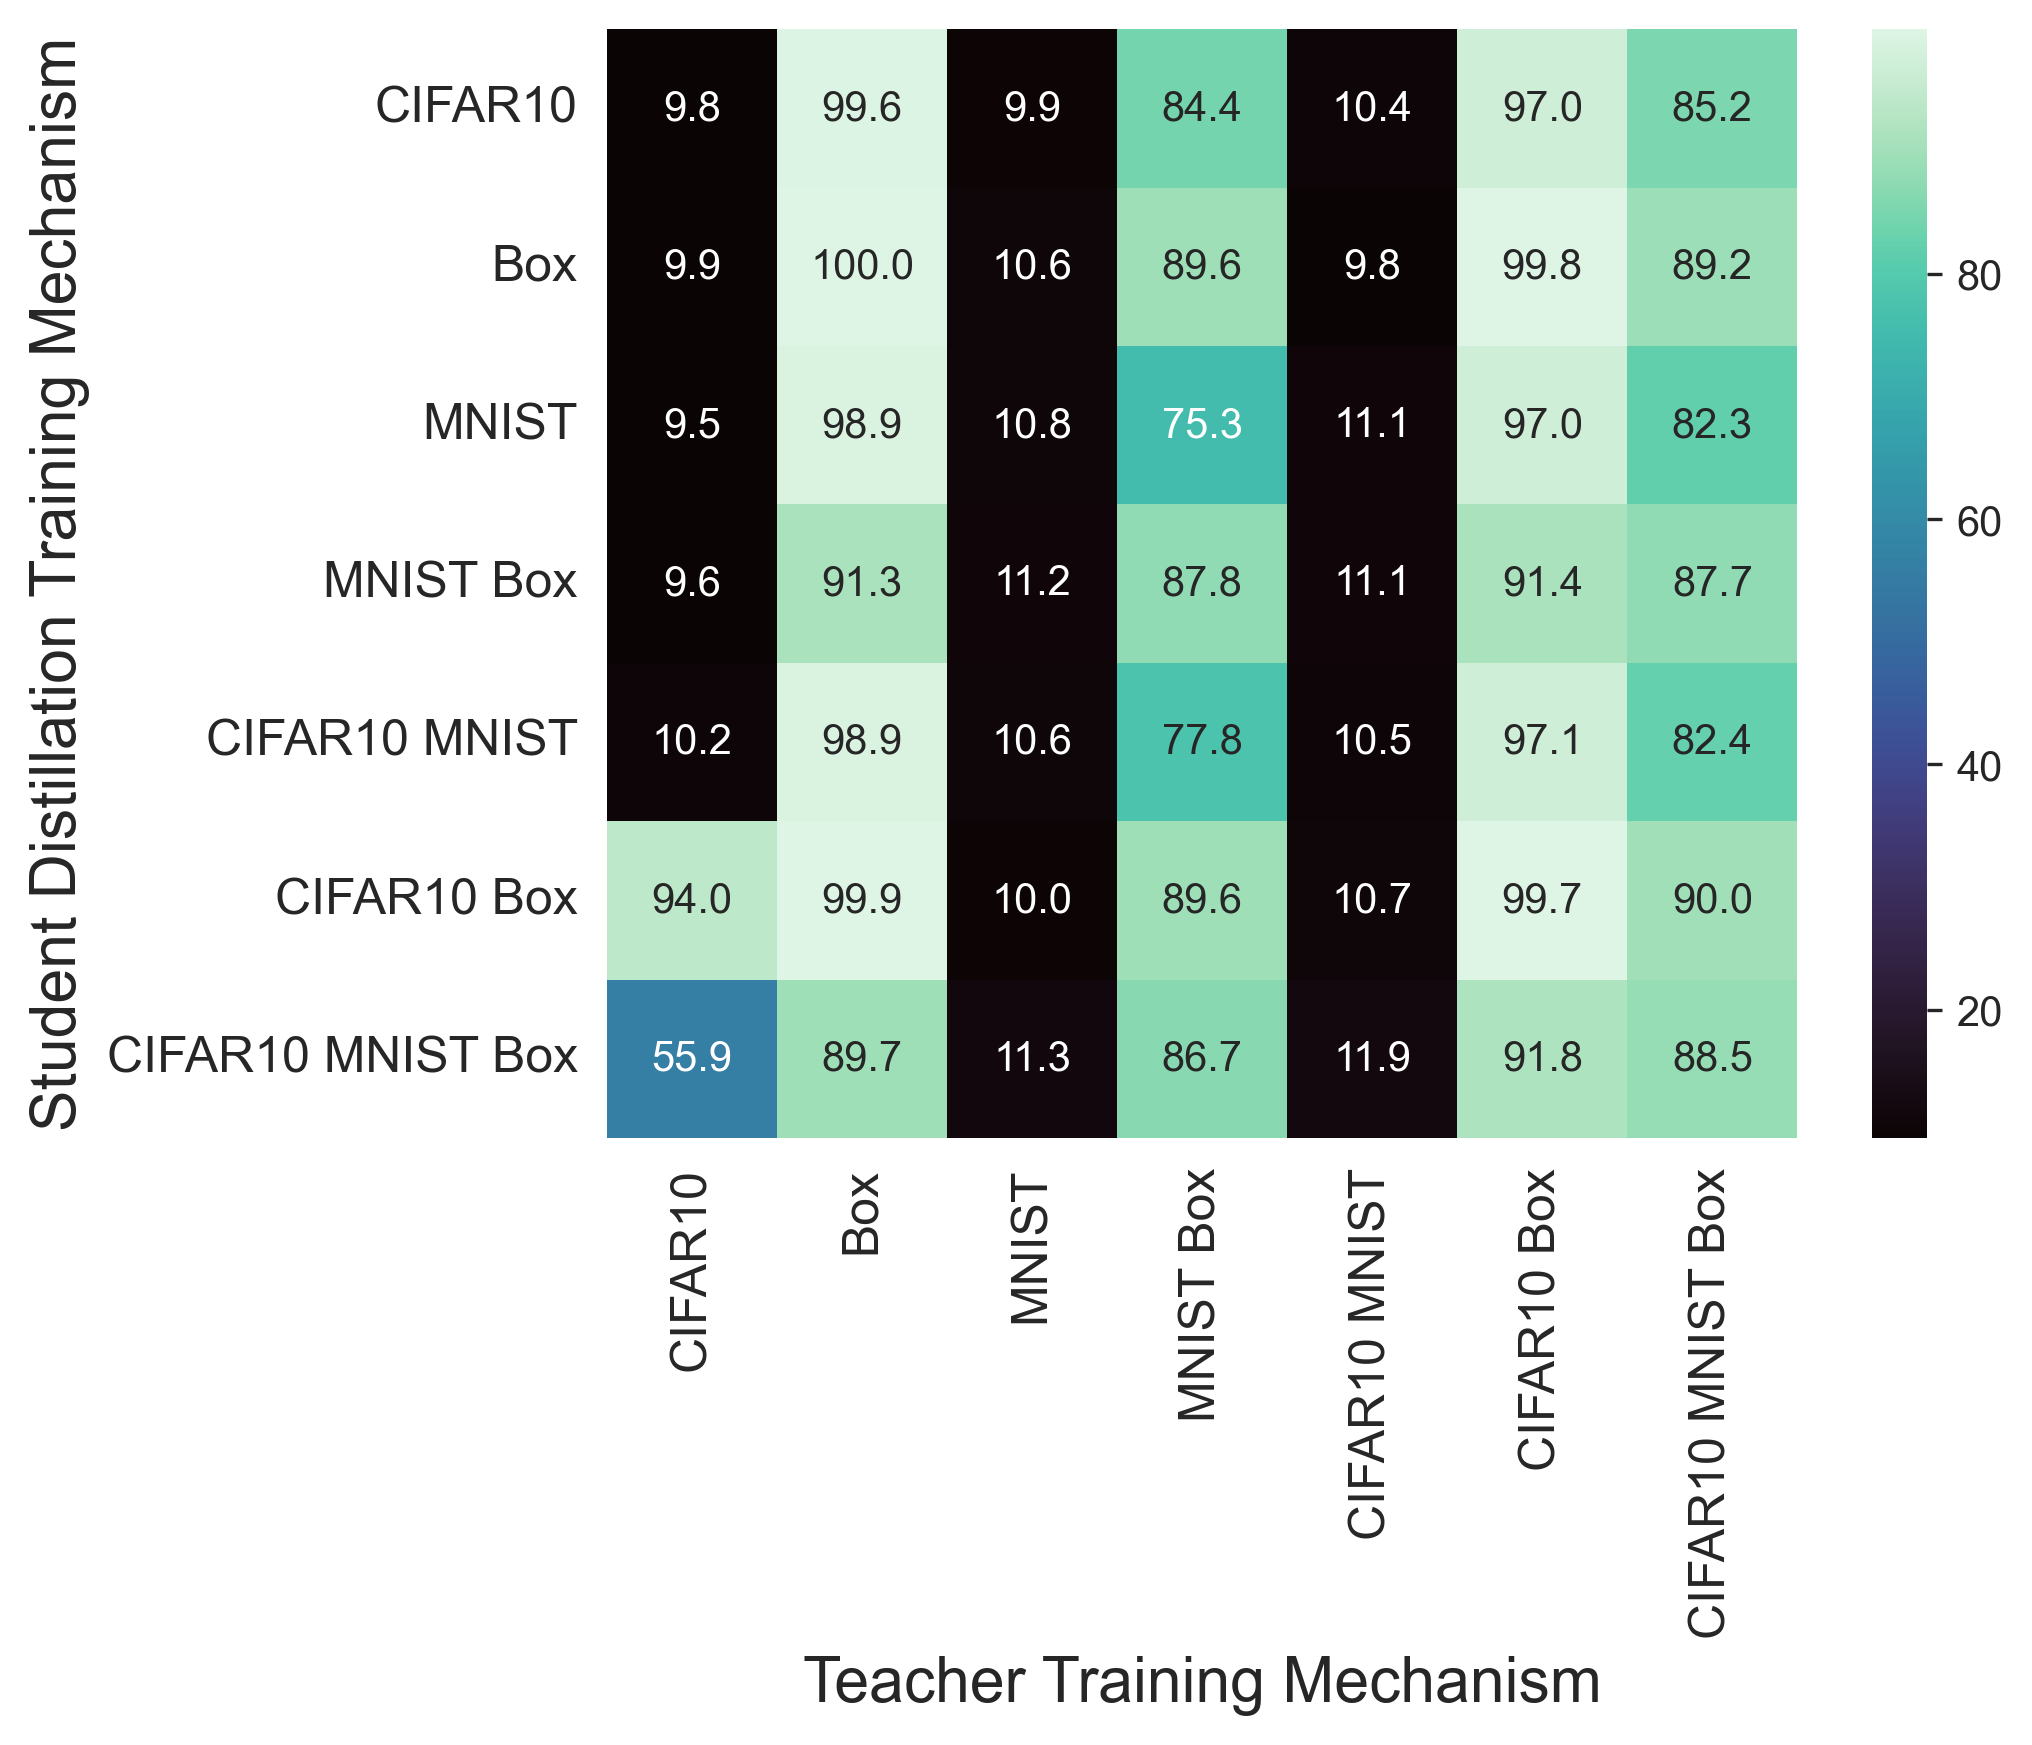 Student Distillation Training Mechanism
CIFAR10 9.8 99.6 9.9 84.4 10.4 97.0 85.2
Box 9.9 100.0 10.6 89.6 9.8 99.8 89.2
MNIST 9.5 98.9 10.8 75.3 11.1 97.0 82.3
MNIST Box 9.6 91.3 11.2 87.8 11.1 91.4 87.7
CIFAR10 MNIST 10.2 98.9 10.6 77.8 10.5 97.1 82.4
CIFAR10 Box 94.0 99.9 10.0 89.6 10.7 99.7 90.0
CIFAR10 MNIST Box 55.9 89.7 11.3 86.7 11.9 91.8 88.5
80
60
40
20
CIFAR10
Box
MNIST
MNIST Box
CIFAR10 MNIST
CIFAR10 Box
CIFAR10 MNIST Box
Teacher Training Mechanism